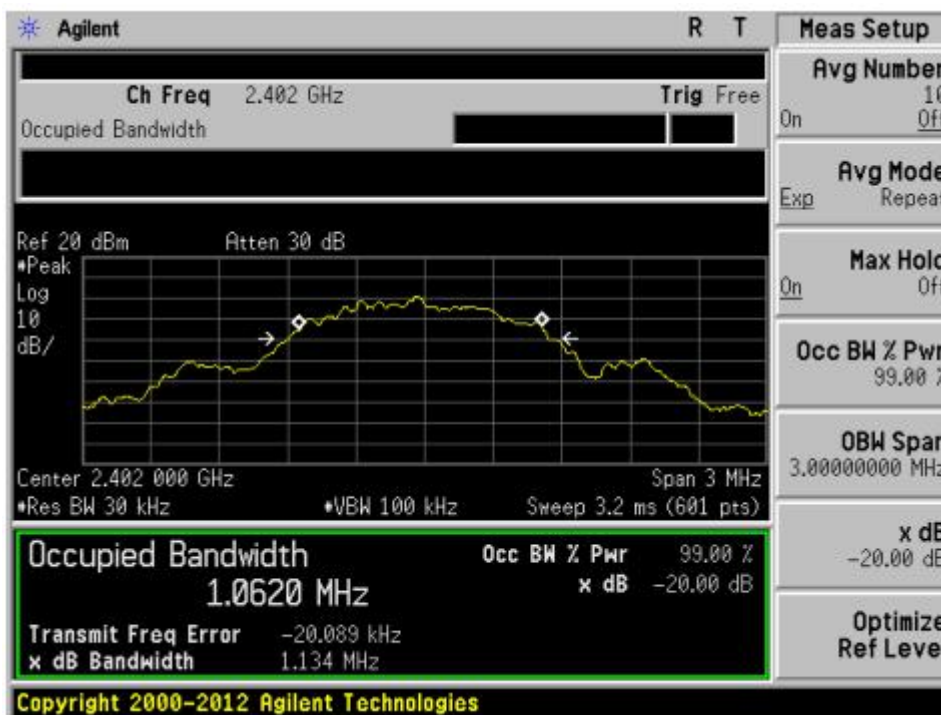 Agilent R T
Ch Freq 2.402 GHz Trig Free
Occupied Bandwidth
Ref 20 dBm Atten 30 dB
Peak
Log
10
dB/
Center 2.402 000 GHz Span 3 MHz
Res BW 30 kHz VBW 100 kHz Sweep 3.2 ms (601 pts)
Occupied Bandwidth Occ BW % Pwr 99.00 %
1.0620 MHz x dB -20.00 dB
Transmit Freq Error -20.089 kHz
x dB Bandwidth 1.134 MHz
Copyright 2000-2012 Agilent Technologies
Meas Setup
Avg Number
10
On Off
Avg Mode
Exp Repeat
Max Hold
On Off
Occ BW % Pwr
99.00 %
OBW Span
3.00000000 MHz
x dB
-20.00 dB
Optimize
Ref Level